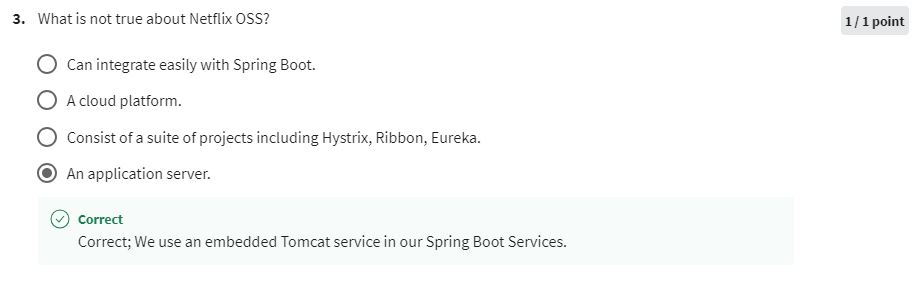 3. What is not true about Netflix OSS?
1 / 1 point
Can integrate easily with Spring Boot.
A cloud platform.
Consist of a suite of projects including Hystrix, Ribbon, Eureka.
An application server.
Correct
Correct; We use an embedded Tomcat service in our Spring Boot Services.